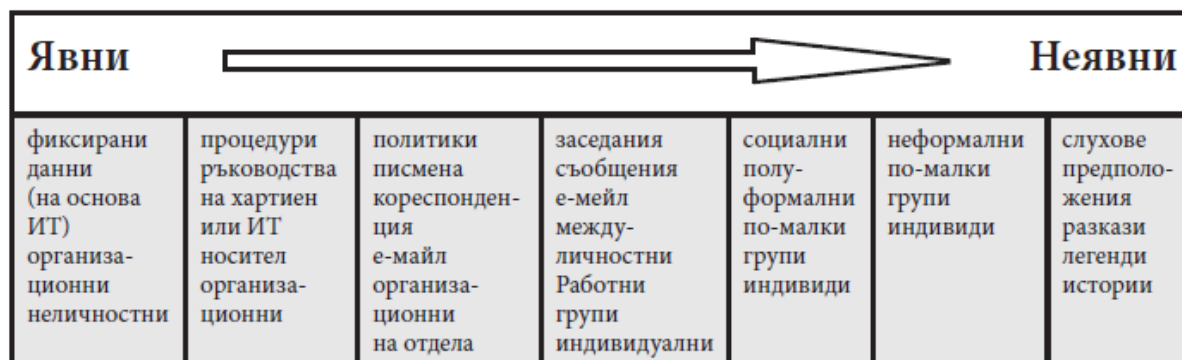 Явни
Неявни
фиксирани
данни
(на основа
ИТ)
организа-
ционни
неличностни
процедури
ръководства
на хартиен
или ИТ
носител
организа-
ционни
политики
писмена
кореспонден-
ция
е-майл
организа-
ционни
на отдела
заседания
съобщения
е-мейл
между-
личностни
Работни
групи
индивидуални
социални
полу-
формални
по-малки
групи
индивиди
неформални
по-малки
групи
индивиди
слухове
предполо-
жения
разкази
легенди
истории